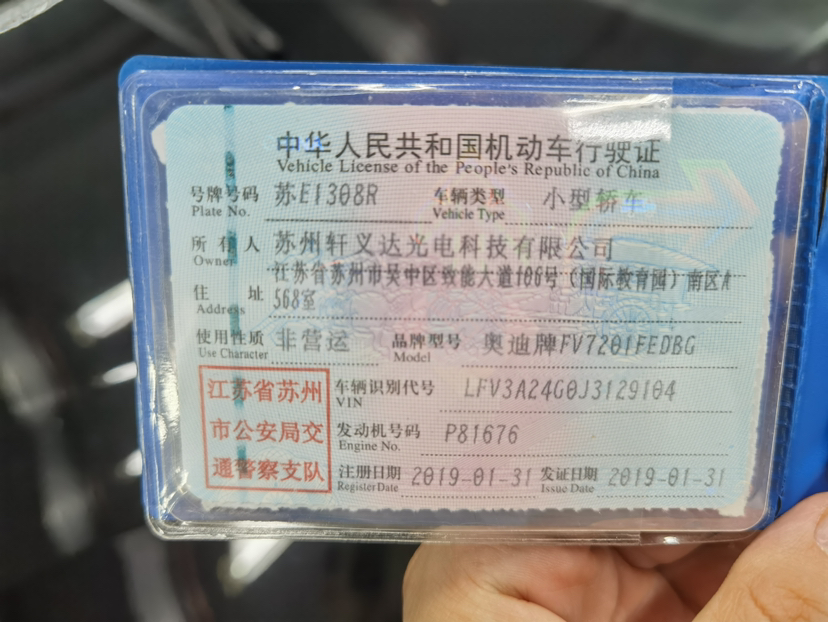 中华人民共和国机动车行驶证
Vehicle License of the People's Republic of China
号牌号码 苏E1308R 车辆类型 小型轿车
Plate No. Vehicle Type
所有人 苏州轩义达光电科技有限公司
Owner
江苏省苏州市吴中区致能大道106号（国际教育园）南区A
住 址 568室
Address
使用性质 非营运 品牌型号 奥迪牌FV7201FEDBG
Use Character Model
江苏省苏州 车辆识别代号 LFV3A24G0J3129104
VIN
市公安局交 发动机号码 P81676
Engine No.
通警察支队 注册日期 2019-01-31 发证日期 2019-01-31
Register Date Issue Date